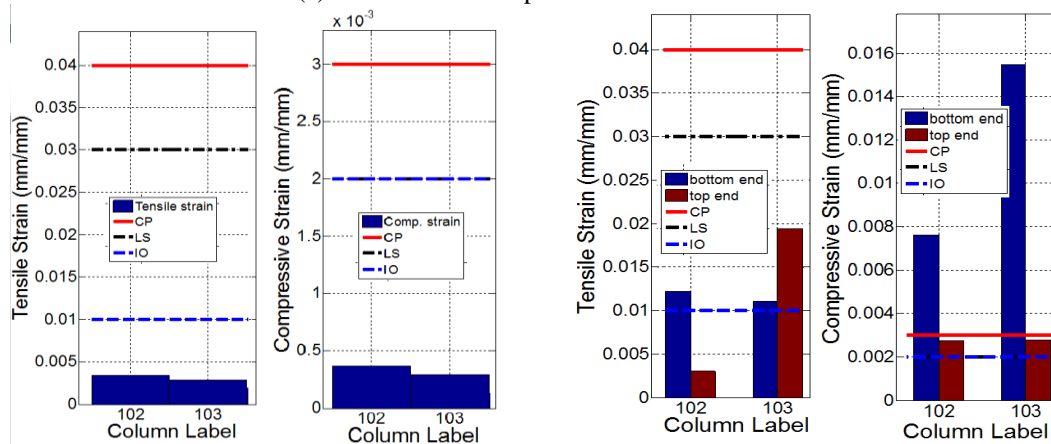 x 10⁻³
Tensile Strain (mm/mm)
0.04
0.035
0.03
0.025
0.02
0.015
0.01
0.005
0
Tensile strain
CP
LS
IO
102 103
Column Label
Compressive Strain (mm/mm)
3
2.5
2
1.5
1
0.5
0
Comp. strain
CP
LS
IO
102 103
Column Label
Tensile Strain (mm/mm)
0.04
0.035
0.03
0.025
0.02
0.015
0.01
0.005
0
bottom end
top end
CP
LS
IO
102 103
Column Label
Compressive Strain (mm/mm)
0.016
0.014
0.012
0.01
0.008
0.006
0.004
0.002
0
bottom end
top end
CP
LS
IO
102 103
Column Label